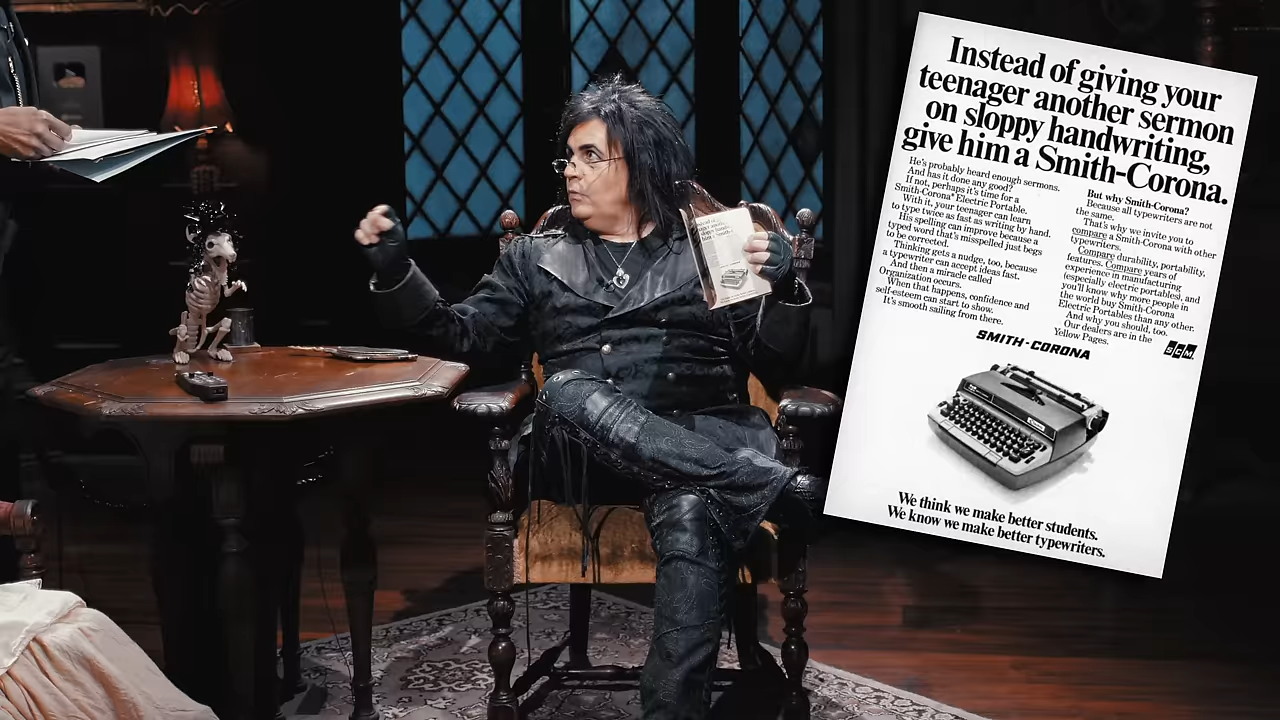 Instead of giving your
teenager another sermon
on sloppy handwriting,
give him a Smith-Corona.
He's probably heard enough sermons.
And has it done any good?
If not, perhaps it's time for a
Smith-Corona® Electric Portable.
With it, your teenager can learn
to type twice as fast as writing by hand.
His spelling can improve because a
typed word that's misspelled just begs
to be corrected.
Thinking gets a nudge, too, because
a typewriter can accept ideas fast.
And then a miracle called
Organization occurs.
When that happens, confidence and
self-esteem can start to show.
It's smooth sailing from there.
But why Smith-Corona?
Because all typewriters are not
the same.
That's why we invite you to
compare a Smith-Corona with other
typewriters.
Compare durability, portability,
features. Compare years of
experience in manufacturing
(especially electric portables), and
you'll know why more people in
the world buy Smith-Corona
Electric Portables than any other.
And why you should, too.
Our dealers are in the
Yellow Pages.
SMITH-CORONA
SCM
We think we make better students.
We know we make better typewriters.